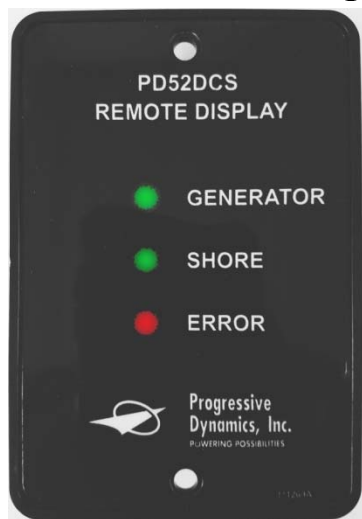 PD52DCS
REMOTE DISPLAY
GENERATOR
SHORE
ERROR
Progressive
Dynamics, Inc.
POWERING POSSIBILITIES